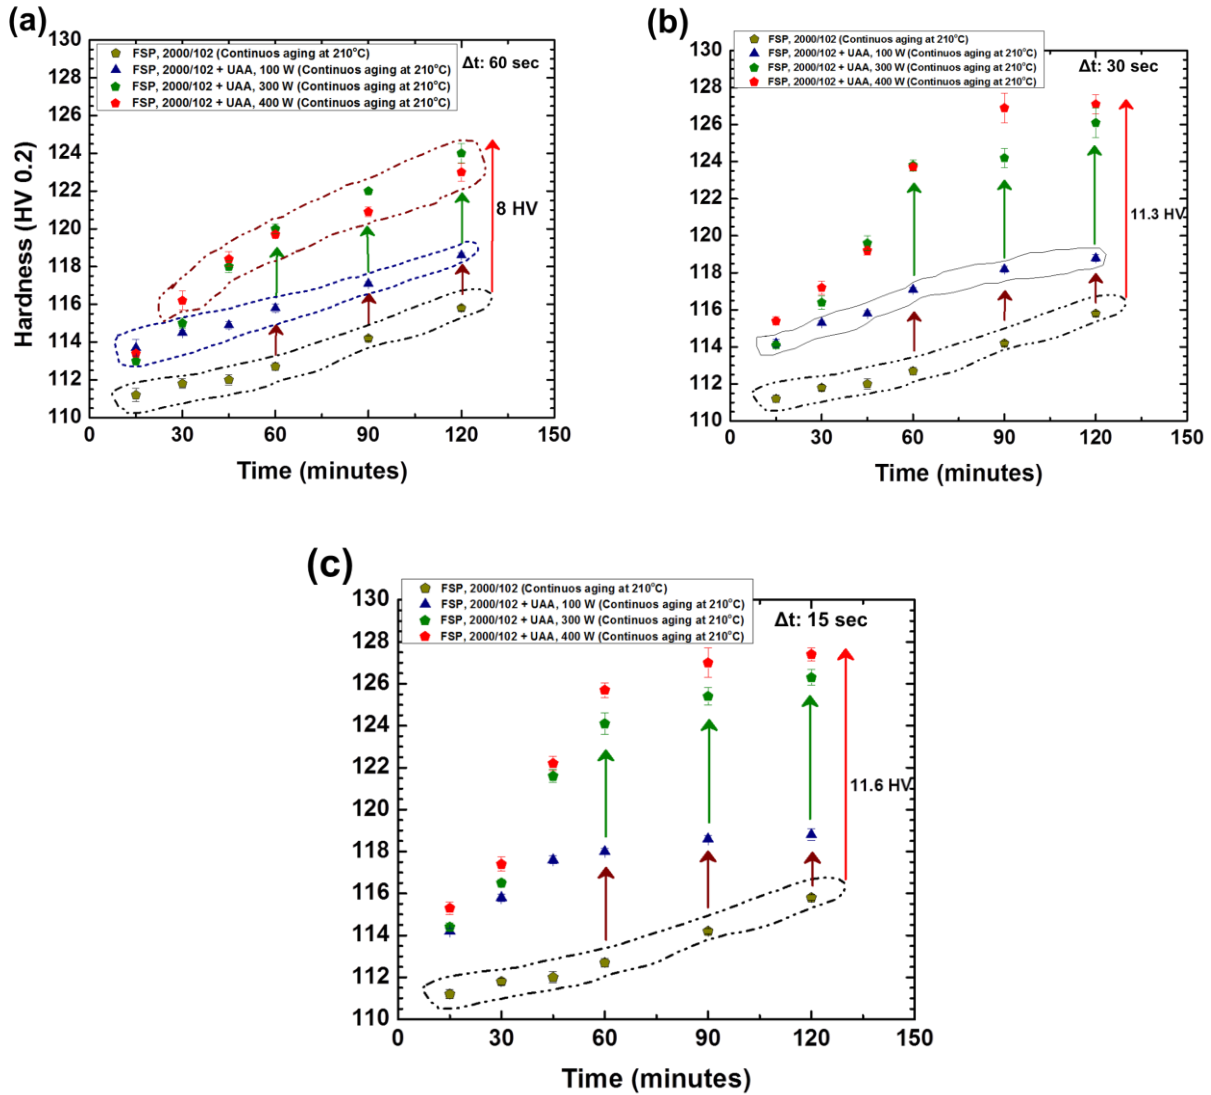 (a)
130
128
126
124
122
120
118
116
114
112
110
Hardness (HV 0.2)
FSP, 2000/102 (Continuos aging at 210°C)
FSP, 2000/102 + UAA, 100 W (Continuos aging at 210°C)
FSP, 2000/102 + UAA, 300 W (Continuos aging at 210°C)
FSP, 2000/102 + UAA, 400 W (Continuos aging at 210°C)
Δt: 60 sec
8 HV
0 30 60 90 120 150
Time (minutes)
(b)
130
128
126
124
122
120
118
116
114
112
110
FSP, 2000/102 (Continuos aging at 210°C)
FSP, 2000/102 + UAA, 100 W (Continuos aging at 210°C)
FSP, 2000/102 + UAA, 300 W (Continuos aging at 210°C)
FSP, 2000/102 + UAA, 400 W (Continuos aging at 210°C)
Δt: 30 sec
11.3 HV
0 30 60 90 120 150
Time (minutes)
(c)
130
128
126
124
122
120
118
116
114
112
110
FSP, 2000/102 (Continuos aging at 210°C)
FSP, 2000/102 + UAA, 100 W (Continuos aging at 210°C)
FSP, 2000/102 + UAA, 300 W (Continuos aging at 210°C)
FSP, 2000/102 + UAA, 400 W (Continuos aging at 210°C)
Δt: 15 sec
11.6 HV
0 30 60 90 120 150
Time (minutes)